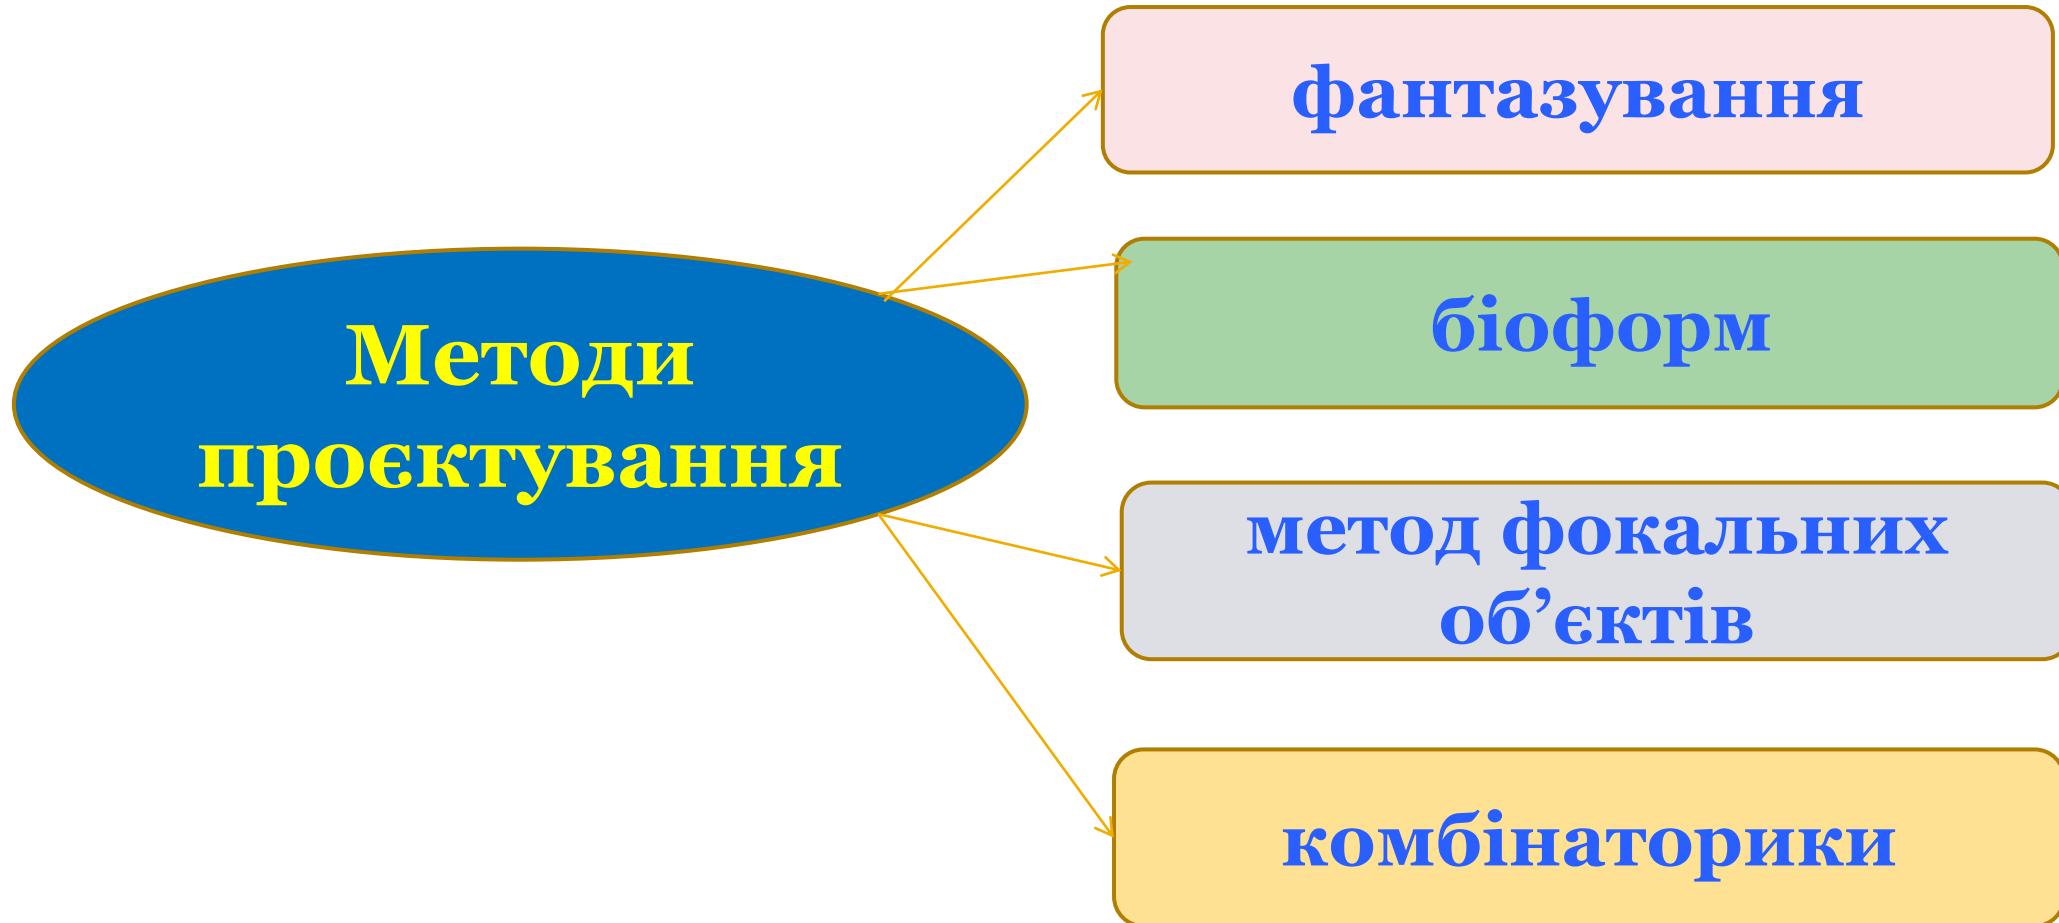 Методи
проєктування
фантазування
біоформ
метод фокальних
об’єктів
комбінаторики